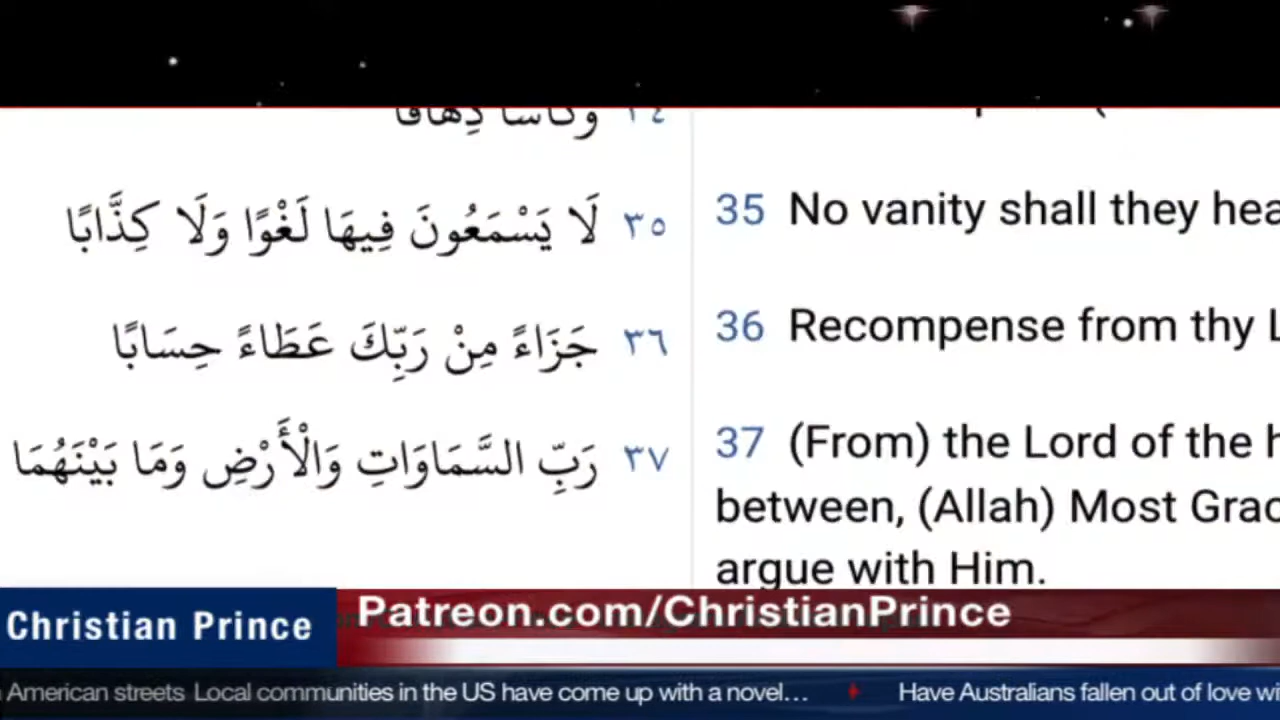 وَكَأْسًا دِهَاقًا ٣٤
٣٥ لَا يَسْمَعُونَ فِيهَا لَغْوًا وَلَا كِذَّابًا
35 No vanity shall they hea
٣٦ جَزَاءً مِنْ رَبِّكَ عَطَاءً حِسَابًا
36 Recompense from thy L
٣٧ رَبِّ السَّمَاوَاتِ وَالْأَرْضِ وَمَا بَيْنَهُمَا
37 (From) the Lord of the h
between, (Allah) Most Grac
argue with Him.
Christian Prince
Patreon.com/ChristianPrince
American streets Local communities in the US have come up with a novel... Have Australians fallen out of love wi